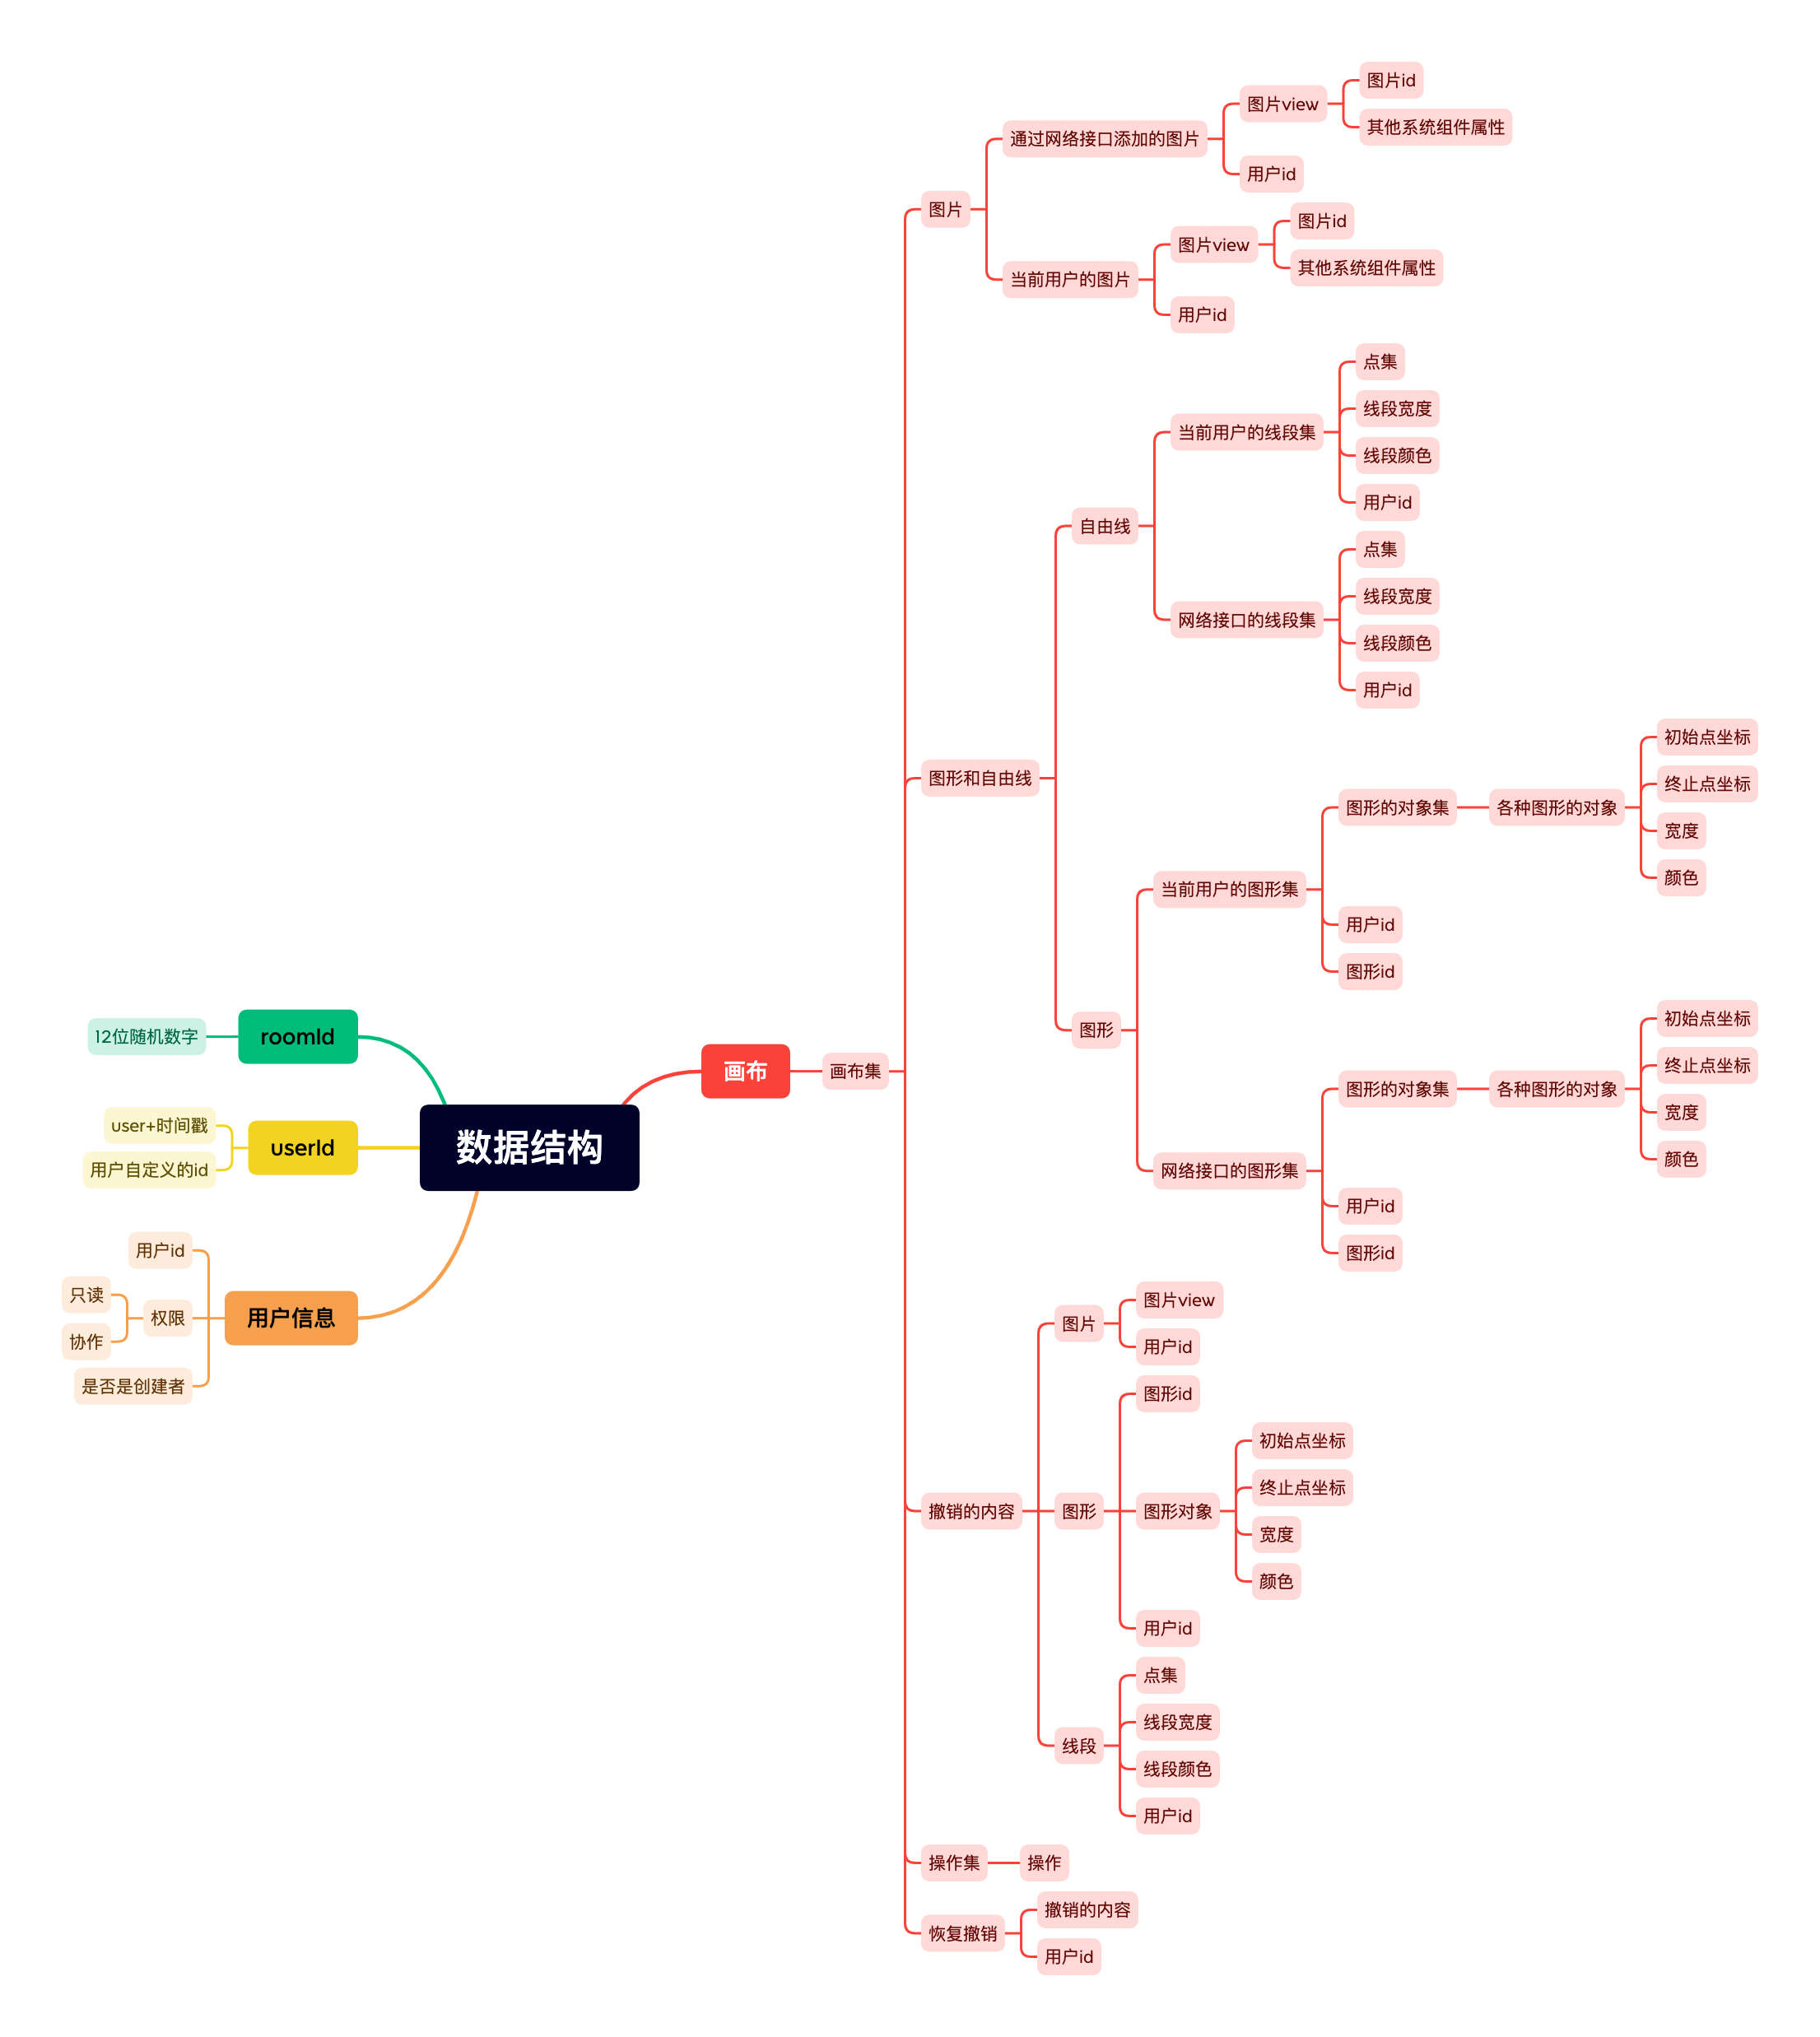 数据结构
画布
画布集
图片
通过网络接口添加的图片
图片view
图片id
其他系统组件属性
用户id
当前用户的图片
图片view
图片id
其他系统组件属性
用户id
图形和自由线
自由线
当前用户的线段集
点集
线段宽度
线段颜色
用户id
网络接口的线段集
点集
线段宽度
线段颜色
用户id
图形
当前用户的图形集
图形的对象集
各种图形的对象
初始点坐标
终止点坐标
宽度
颜色
用户id
图形id
网络接口的图形集
图形的对象集
各种图形的对象
初始点坐标
终止点坐标
宽度
颜色
用户id
图形id
撤销的内容
图片
图片view
用户id
图形
图形id
图形对象
初始点坐标
终止点坐标
宽度
颜色
用户id
线段
点集
线段宽度
线段颜色
用户id
操作集
操作
恢复撤销
撤销的内容
用户id
roomId
12位随机数字
userId
user+时间戳
用户自定义的id
用户信息
用户id
权限
只读
协作
是否是创建者